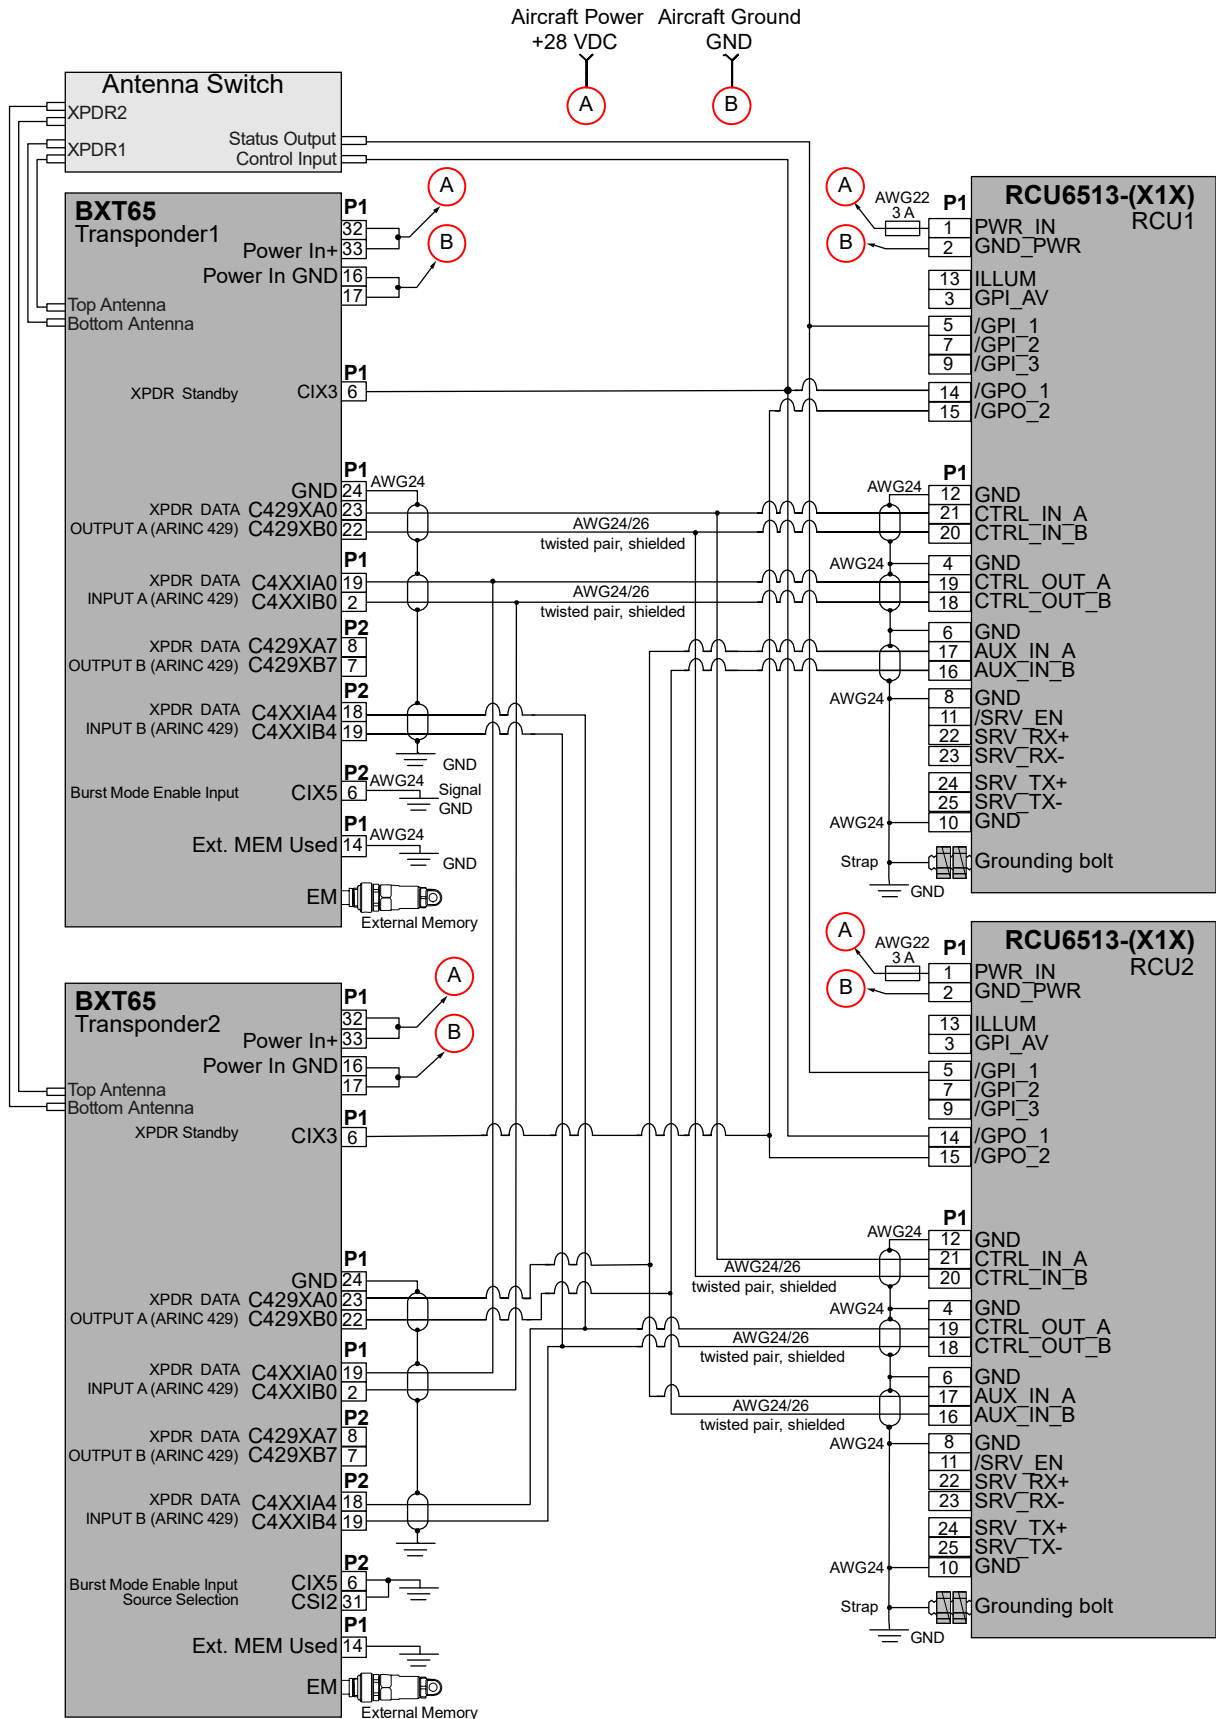 Aircraft Power
+28 VDC
Aircraft Ground
GND
A
B
Antenna Switch
XPDR2
XPDR1
Status Output
Control Input
BXT65
Transponder1
P1
32
Power In+ 33
Power In GND 16
17
A
B
Top Antenna
Bottom Antenna
P1
XPDR Standby CIX3 6
P1
GND 24 AWG24
XPDR DATA C429XA0 23
OUTPUT A (ARINC 429) C429XB0 22
AWG24/26
twisted pair, shielded
P1
XPDR DATA C4XXIA0 19
INPUT A (ARINC 429) C4XXIB0 2
AWG24/26
twisted pair, shielded
P2
XPDR DATA C429XA7 8
OUTPUT B (ARINC 429) C429XB7 7
P2
XPDR DATA C4XXIA4 18
INPUT B (ARINC 429) C4XXIB4 19
GND
P2
Burst Mode Enable Input CIX5 6 AWG24
Signal
GND
P1
Ext. MEM Used 14 AWG24
GND
EM
External Memory
RCU6513-(X1X)
RCU1
A
B
AWG22
3 A
P1
1 PWR_IN
2 GND_PWR
13 ILLUM
3 GPI_AV
5 /GPI_1
7 /GPI_2
9 /GPI_3
14 /GPO_1
15 /GPO_2
P1
AWG24 12 GND
21 CTRL_IN_A
20 CTRL_IN_B
AWG24 4 GND
19 CTRL_OUT_A
18 CTRL_OUT_B
6 GND
17 AUX_IN_A
16 AUX_IN_B
AWG24 8 GND
11 /SRV_EN
22 SRV_RX+
23 SRV_RX-
24 SRV_TX+
25 SRV_TX-
AWG24 10 GND
Strap Grounding bolt
GND
BXT65
Transponder2
P1
32
Power In+ 33
Power In GND 16
17
A
B
Top Antenna
Bottom Antenna
P1
XPDR Standby CIX3 6
P1
GND 24
XPDR DATA C429XA0 23
OUTPUT A (ARINC 429) C429XB0 22
P1
XPDR DATA C4XXIA0 19
INPUT A (ARINC 429) C4XXIB0 2
P2
XPDR DATA C429XA7 8
OUTPUT B (ARINC 429) C429XB7 7
P2
XPDR DATA C4XXIA4 18
INPUT B (ARINC 429) C4XXIB4 19
P2
Burst Mode Enable Input CIX5 6
Source Selection CSI2 31
P1
Ext. MEM Used 14
EM
External Memory
RCU6513-(X1X)
RCU2
A
B
AWG22
3 A
P1
1 PWR_IN
2 GND_PWR
13 ILLUM
3 GPI_AV
5 /GPI_1
7 /GPI_2
9 /GPI_3
14 /GPO_1
15 /GPO_2
P1
AWG24 12 GND
21 CTRL_IN_A
20 CTRL_IN_B
AWG24/26
twisted pair, shielded
AWG24 4 GND
19 CTRL_OUT_A
18 CTRL_OUT_B
AWG24/26
twisted pair, shielded
6 GND
17 AUX_IN_A
16 AUX_IN_B
AWG24/26
twisted pair, shielded
AWG24 8 GND
11 /SRV_EN
22 SRV_RX+
23 SRV_RX-
24 SRV_TX+
25 SRV_TX-
AWG24 10 GND
Strap Grounding bolt
GND